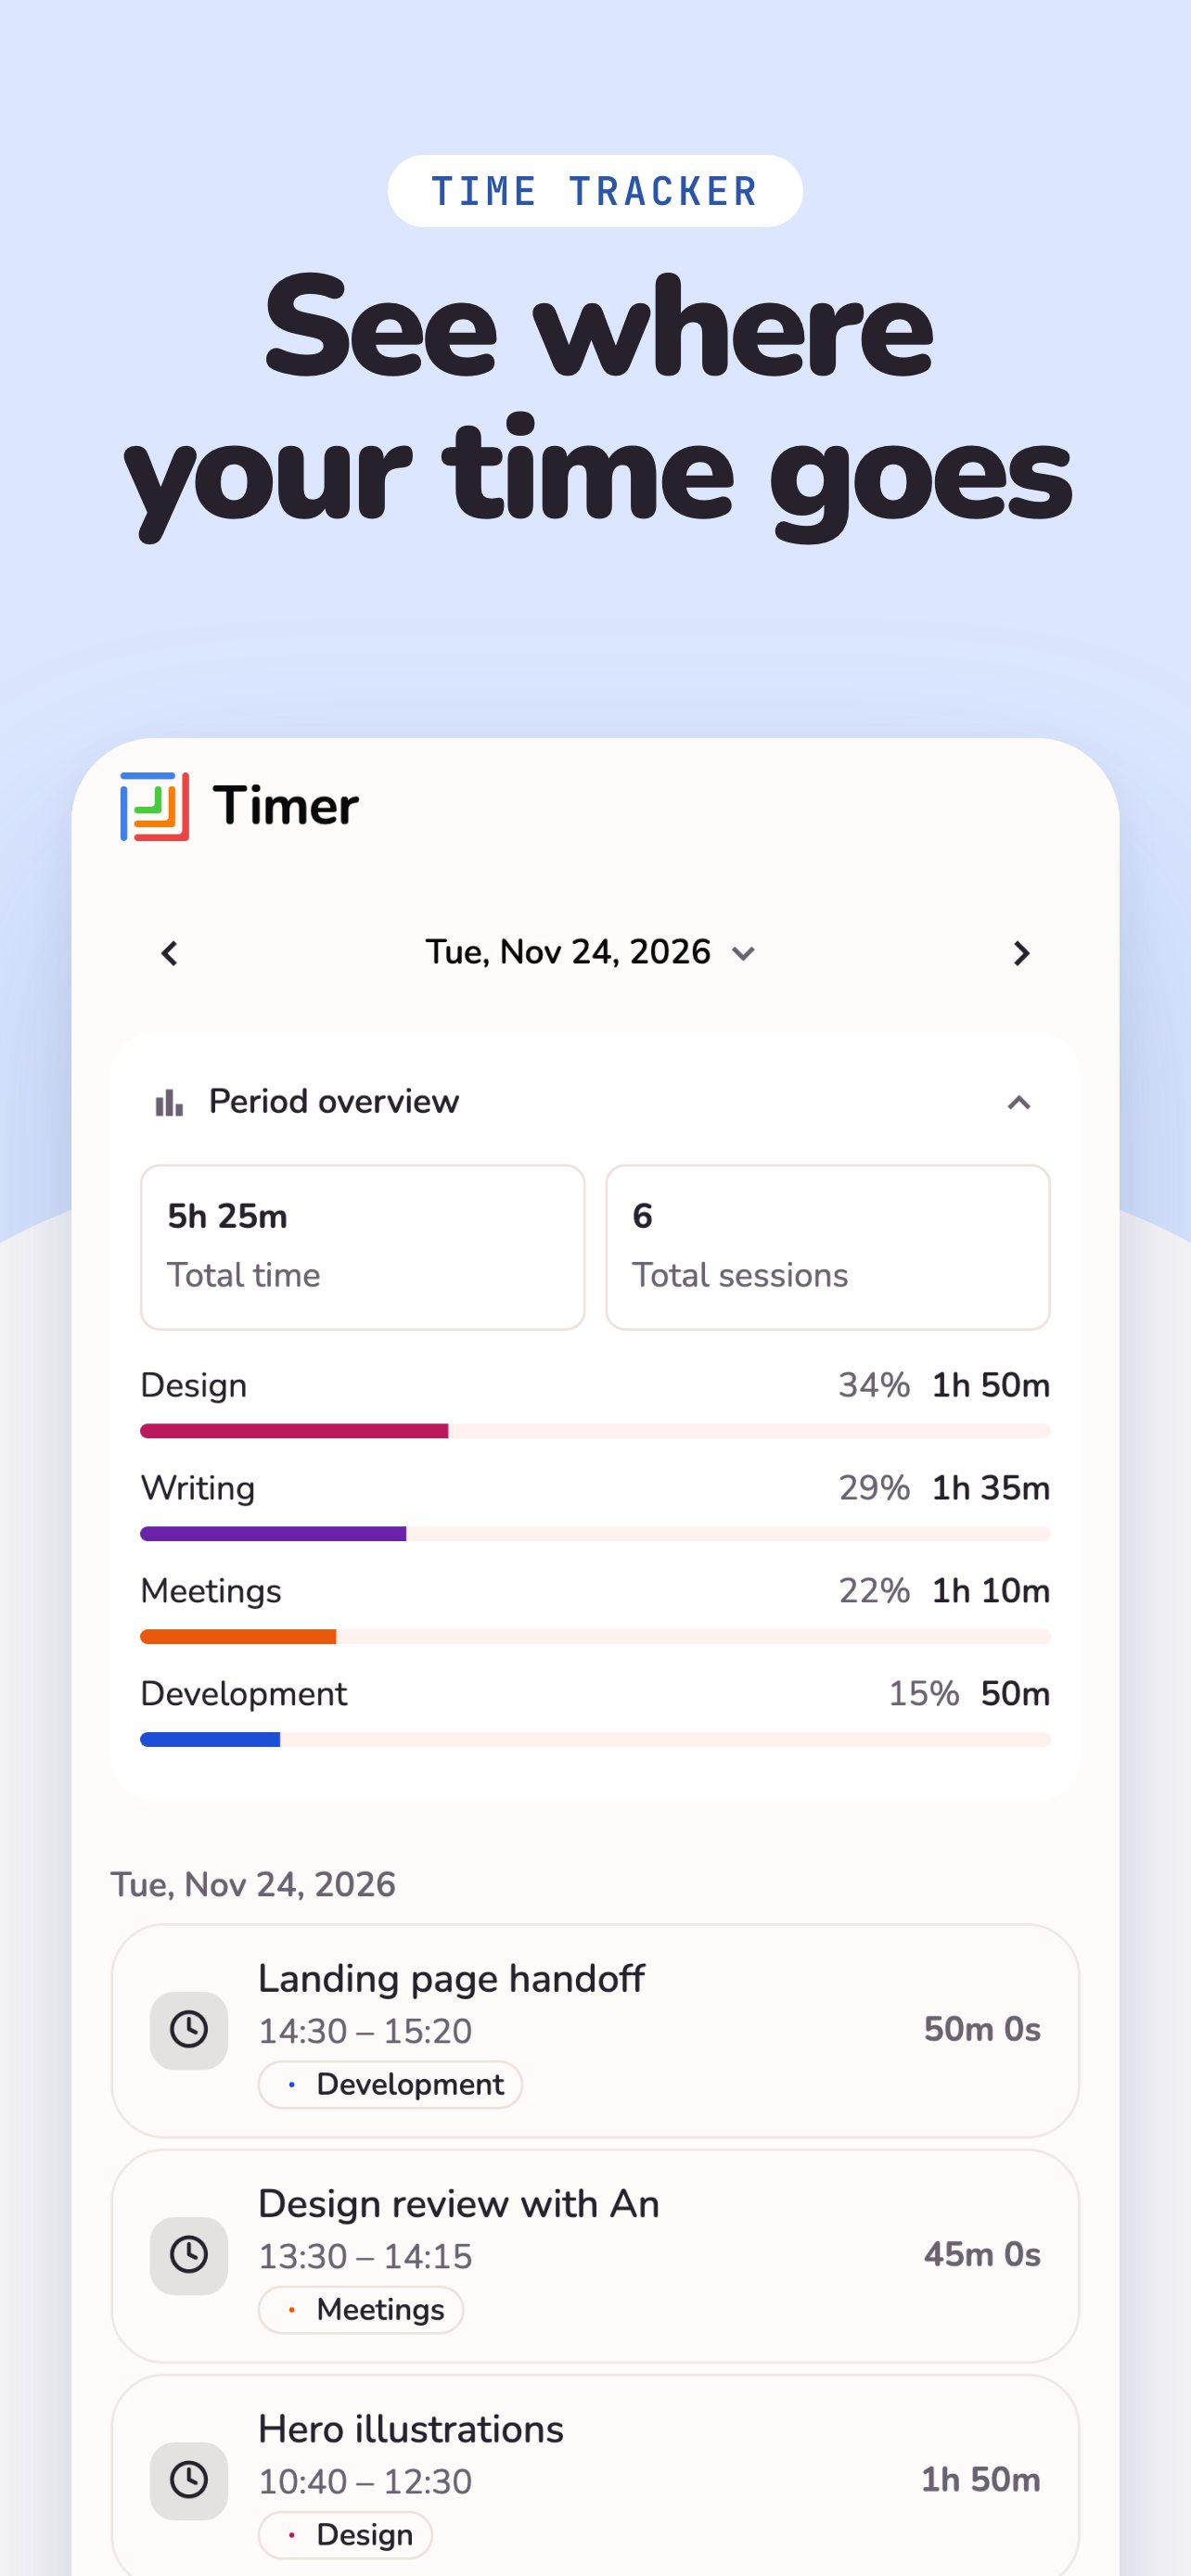 TIME TRACKER
See where
your time goes
Timer
Tue, Nov 24, 2026
Period overview
5h 25m
Total time
6
Total sessions
Design 34% 1h 50m
Writing 29% 1h 35m
Meetings 22% 1h 10m
Development 15% 50m
Tue, Nov 24, 2026
Landing page handoff
14:30 – 15:20
50m 0s
Development
Design review with An
13:30 – 14:15
45m 0s
Meetings
Hero illustrations
10:40 – 12:30
1h 50m
Design